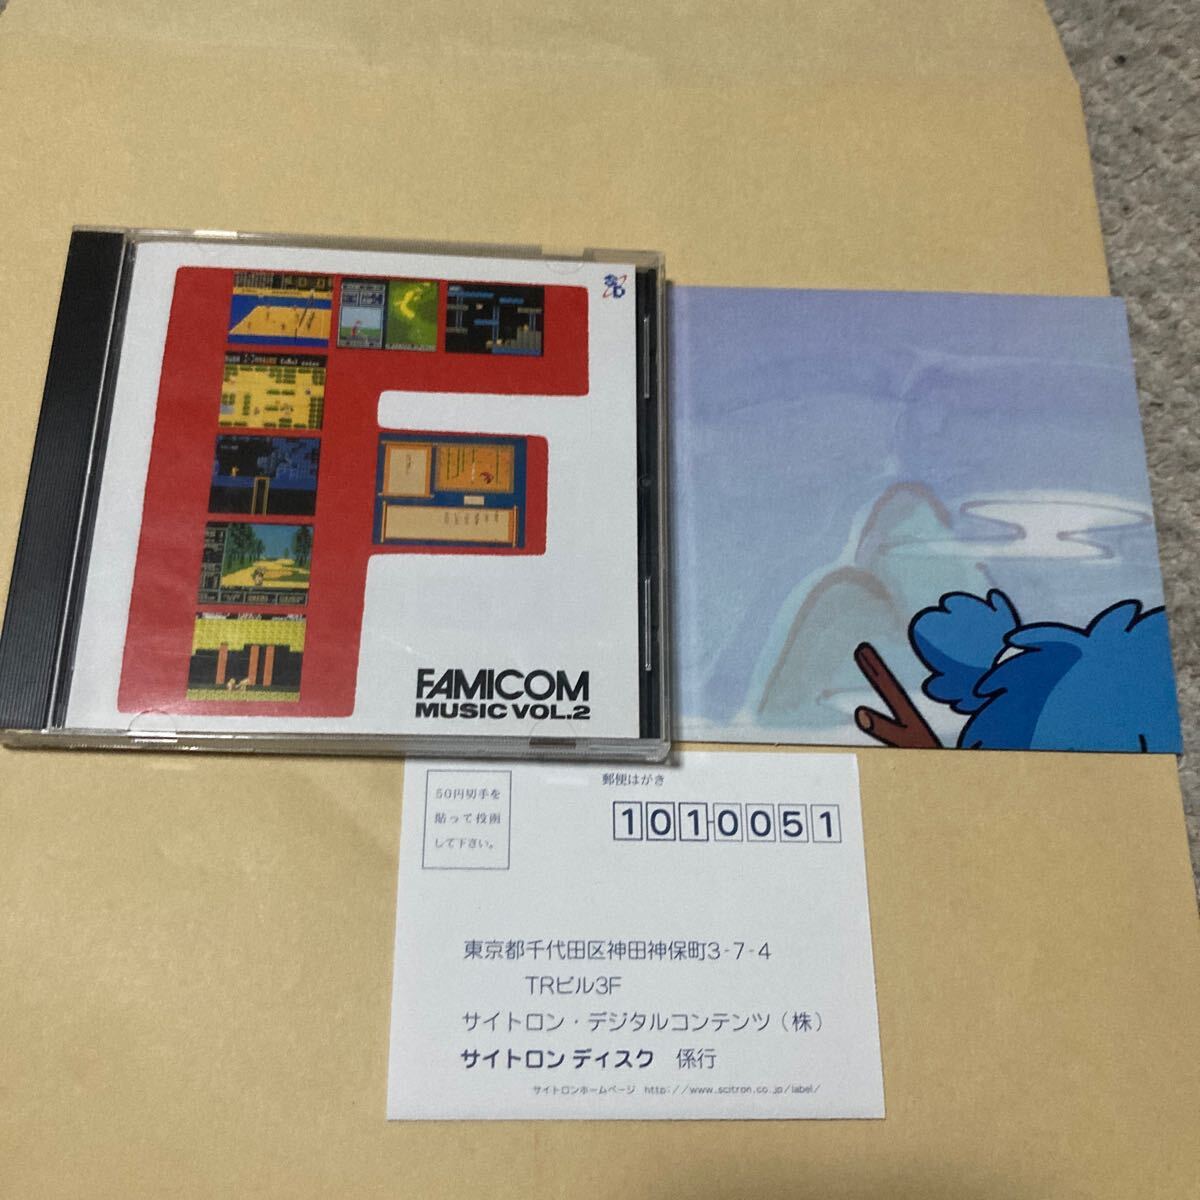 FAMICOM
MUSIC VOL.2
50円切手を
貼って投函
して下さい。
郵便はがき
1010051
東京都千代田区神田神保町3-7-4
TRビル3F
サイトロン・デジタルコンテンツ(株)
サイトロン ディスク 係行
サイトロンホームページ http://www.scitron.co.jp/label/